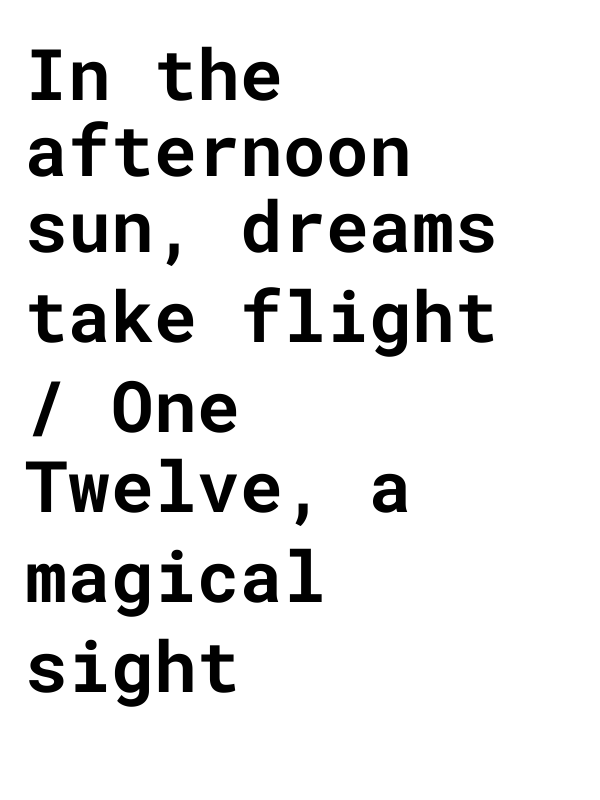 In the
afternoon
sun, dreams
take flight
/ One
Twelve, a
magical
sight